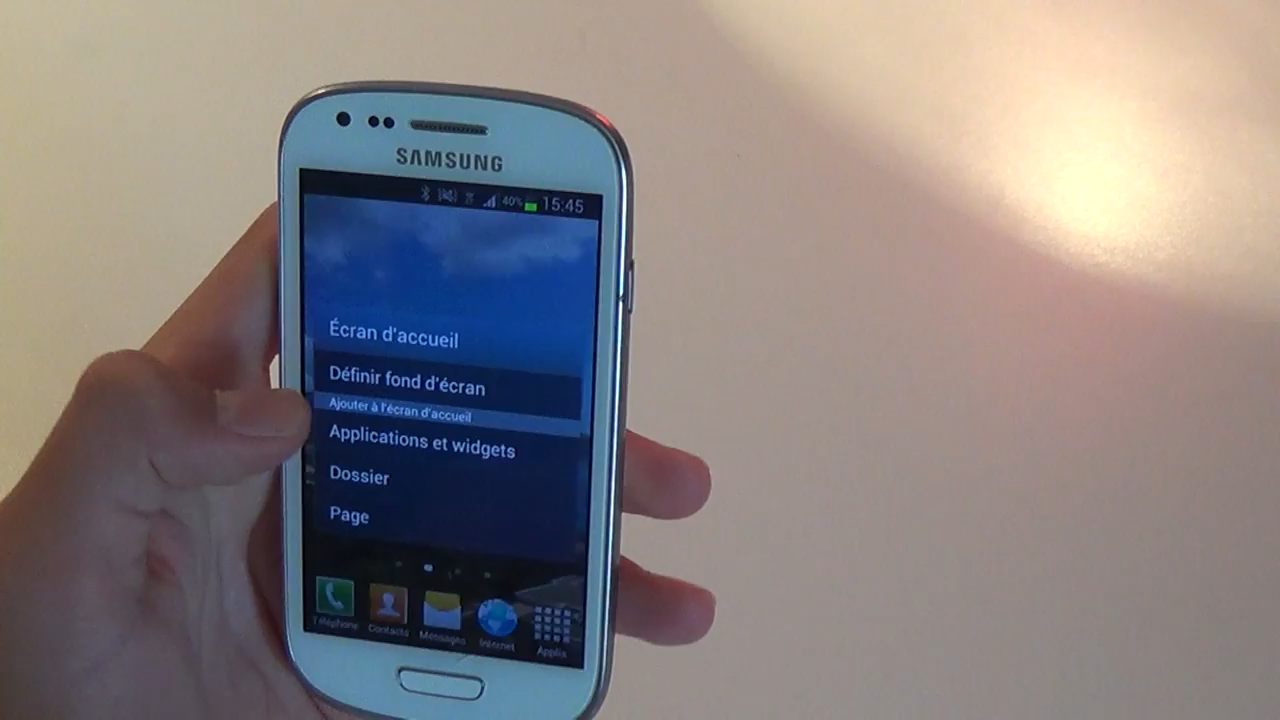 SAMSUNG
40% 15:45
Écran d'accueil
Définir fond d'écran
Ajouter à l'écran d'accueil
Applications et widgets
Dossier
Page
Téléphone Contacts Messages Internet Applis